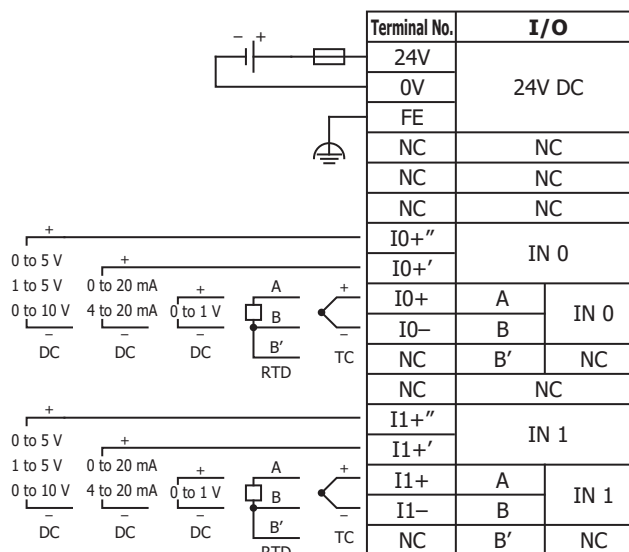 Terminal No. I/O
− + 24V
0V 24V DC
FE
NC NC
NC NC
NC NC
+ I0+″ IN 0
0 to 5 V + I0+′
1 to 5 V 0 to 20 mA + A + I0+ A IN 0
0 to 10 V 4 to 20 mA 0 to 1 V B I0− B
− − − B′ − NC B′ NC
DC DC DC RTD TC
NC NC
+ I1+″ IN 1
0 to 5 V + I1+′
1 to 5 V 0 to 20 mA + A + I1+ A IN 1
0 to 10 V 4 to 20 mA 0 to 1 V B I1− B
− − − B′ − NC B′ NC
DC DC DC RTD TC